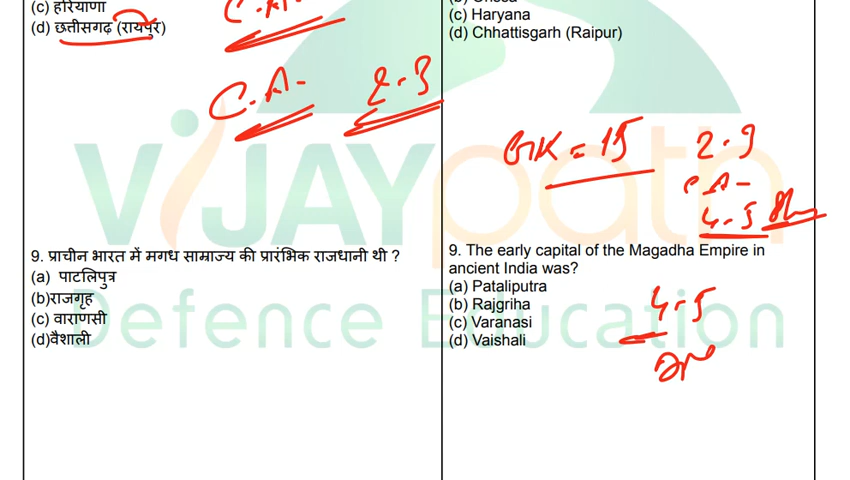 (c) हरियाणा
(d) छत्तीसगढ़ (रायपुर)
C.A-
C.A- 2-3
9. प्राचीन भारत में मगध साम्राज्य की प्रारंभिक राजधानी थी ?
(a) पाटलिपुत्र
(b)राजगृह
(c) वाराणसी
(d)वैशाली
(c) Haryana
(d) Chhattisgarh (Raipur)
GK = 15 2-3
C.A-
4-5
9. The early capital of the Magadha Empire in
ancient India was?
(a) Pataliputra
(b) Rajgriha
(c) Varanasi
(d) Vaishali
4-5
VIJAYpath
Defence Education